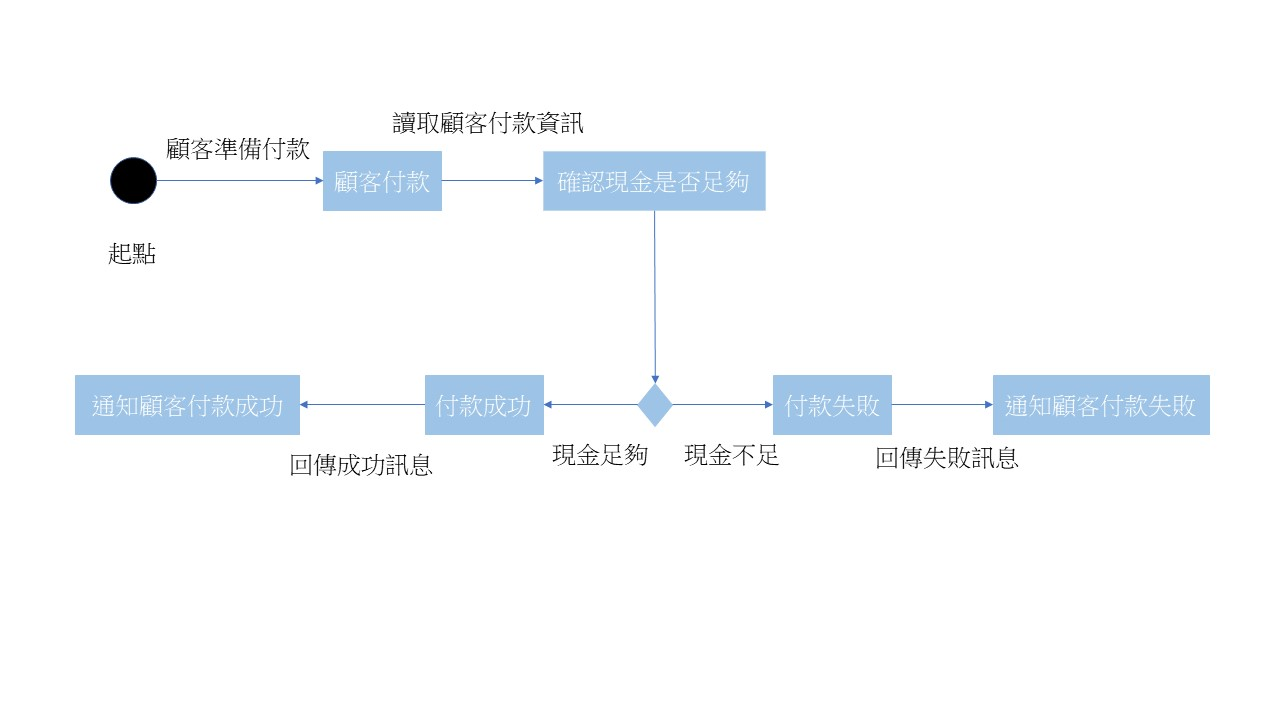 讀取顧客付款資訊
顧客準備付款
顧客付款
確認現金是否足夠
起點
通知顧客付款成功
付款成功
付款失敗
通知顧客付款失敗
回傳成功訊息
現金足夠
現金不足
回傳失敗訊息